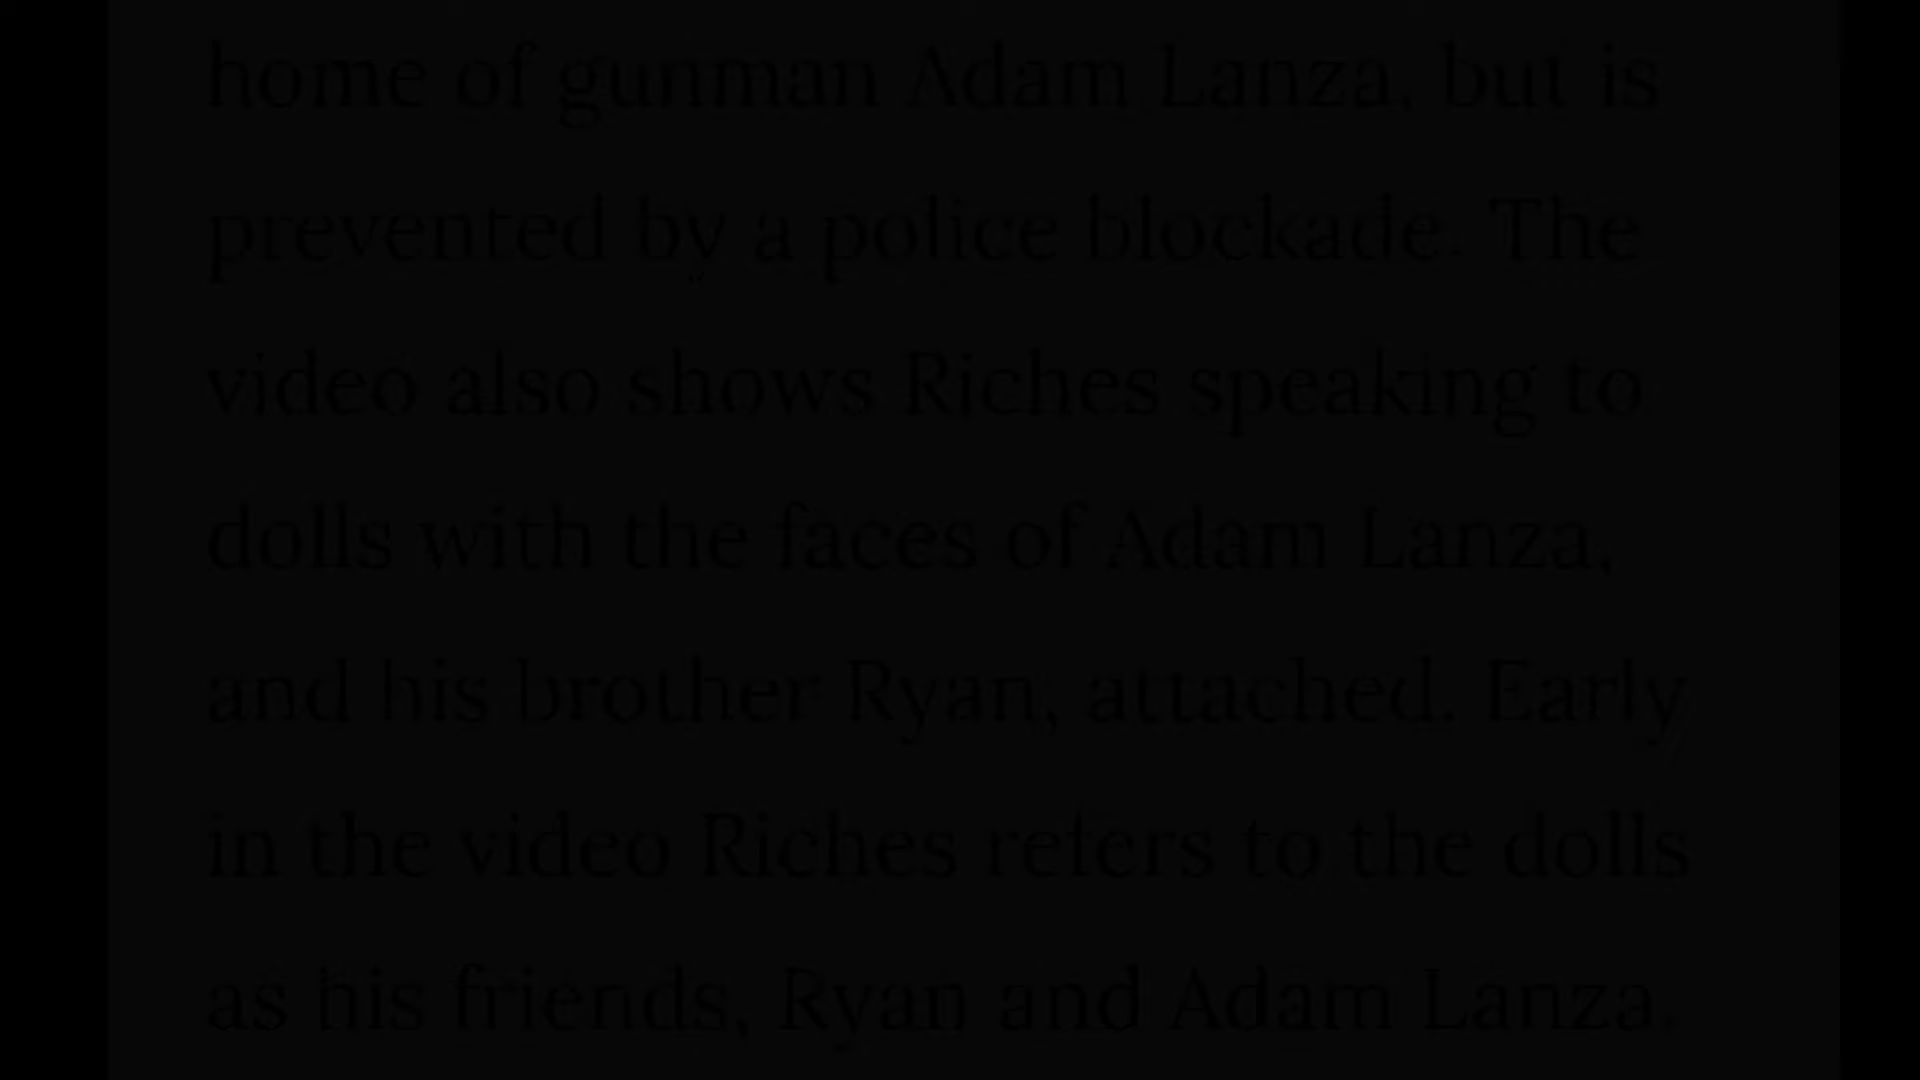 home of gunman Adam Lanza, but is
prevented by a police blockade. The
video also shows Riches speaking to
dolls with the faces of Adam Lanza,
and his brother Ryan, attached. Early
in the video Riches refers to the dolls
as his friends, Ryan and Adam Lanza.